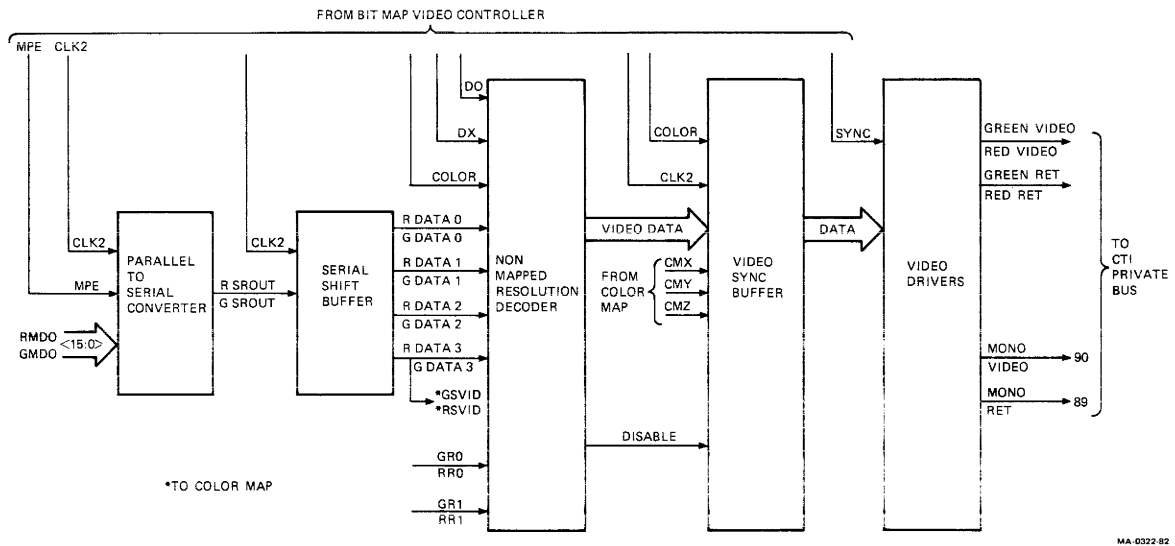 FROM BIT MAP VIDEO CONTROLLER
MPE CLK2
DO
DX
COLOR
COLOR
CLK2
SYNC
GREEN VIDEO
RED VIDEO
GREEN RET
RED RET
CLK2
MPE
RMDO
GMDO
<15:0>
PARALLEL
TO
SERIAL
CONVERTER
R SROUT
G SROUT
CLK2
SERIAL
SHIFT
BUFFER
R DATA 0
G DATA 0
R DATA 1
G DATA 1
R DATA 2
G DATA 2
R DATA 3
G DATA 3
*GSVID
*RSVID
GR0
RR0
GR1
RR1
NON
MAPPED
RESOLUTION
DECODER
VIDEO DATA
FROM
COLOR
MAP
CMX
CMY
CMZ
DISABLE
VIDEO
SYNC
BUFFER
DATA
VIDEO
DRIVERS
MONO
VIDEO
90
MONO
RET
89
TO
CTI
PRIVATE
BUS
*TO COLOR MAP
MA-0322-82